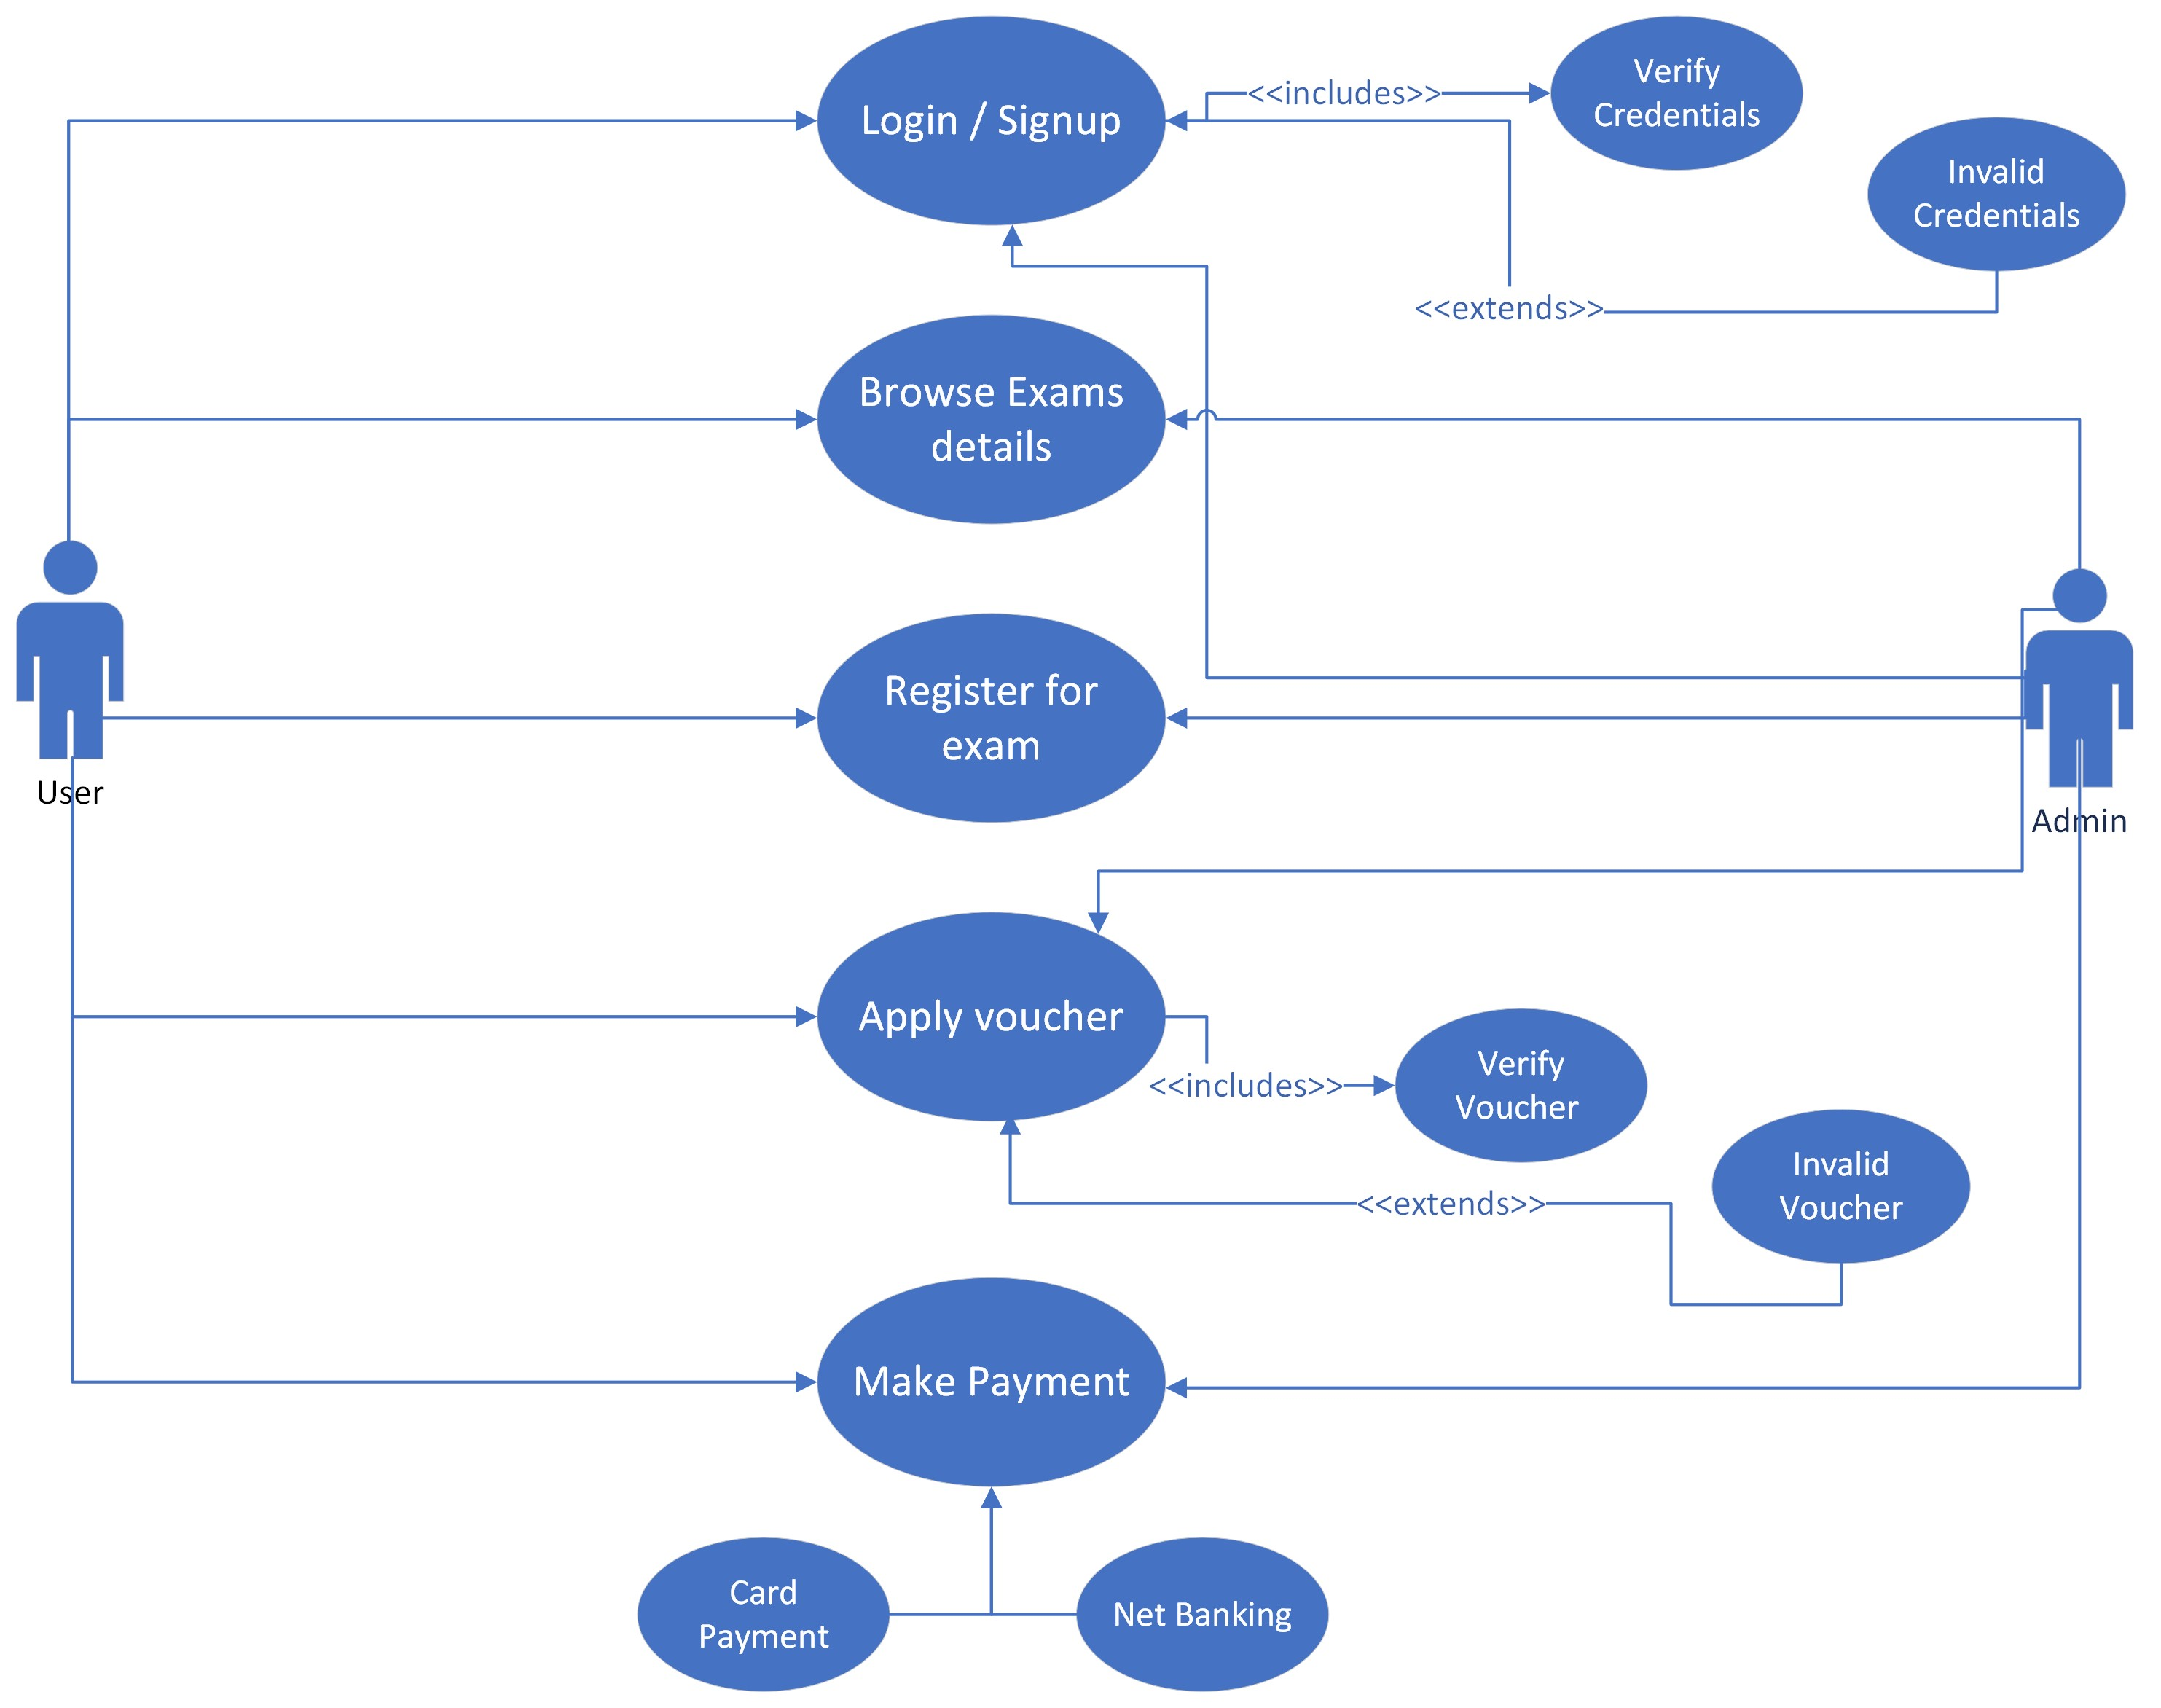 Login / Signup
<<includes>>
Verify
Credentials
Invalid
Credentials
<<extends>>
Browse Exams
details
Register for
exam
User
Admin
Apply voucher
<<includes>>
Verify
Voucher
Invalid
Voucher
<<extends>>
Make Payment
Card
Payment
Net Banking